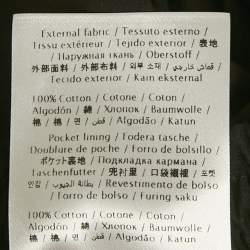 External fabric / Tessuto esterno /
Tissu extérieur / Tejido exterior / 表地
/ Наружная ткань / Oberstoff /
外部面料 / 外部布料 / 외부 소재 / قماش خارجي
/ Tecido exterior / Kain eksternal
100% Cotton / Cotone / Coton /
Algodón / 綿 / Хлопок / Baumwolle /
棉 / 棉 / 면 / قطن / Algodão / Katun
Pocket lining / Fodera tasche /
Doublure de poche / Forro de bolsillo /
ポケット裏地 / Подкладка кармана /
Taschenfutter / 兜衬里 / 口袋襯裡 / 포켓
안감 / بطانة الجيوب / Revestimento de bolso
/ Forro de bolso / Furing saku
100% Cotton / Cotone / Coton /
Algodón / 綿 / Хлопок / Baumwolle /
棉 / 棉 / 면 / قطن / Algodão / Katun